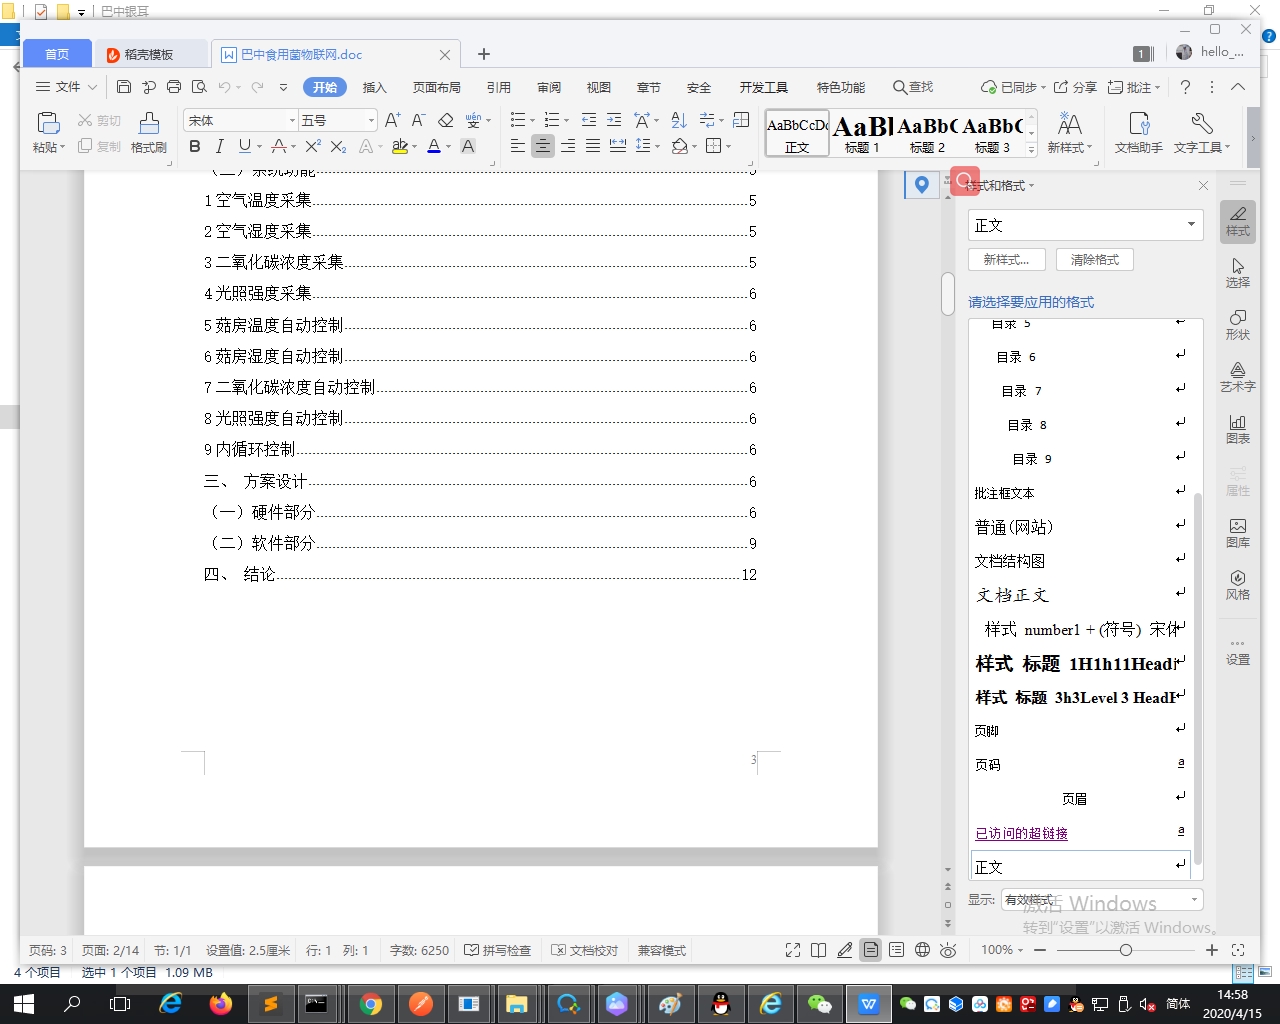 巴中银耳
首页
稻壳模板
巴中食用菌物联网.doc
1
hello_...
文件
开始
插入
页面布局
引用
审阅
视图
章节
安全
开发工具
特色功能
查找
已同步
分享
批注
粘贴
剪切
复制
格式刷
宋体
五号
AaBbCcDc
正文
AaBl
标题 1
AaBbC
标题 2
AaBbC
标题 3
新样式
文档助手
文字工具
(二)系统功能 5
1 空气温度采集 5
2 空气湿度采集 5
3 二氧化碳浓度采集 5
4 光照强度采集 6
5 菇房温度自动控制 6
6 菇房湿度自动控制 6
7 二氧化碳浓度自动控制 6
8 光照强度自动控制 6
9 内循环控制 6
三、 方案设计 6
(一)硬件部分 6
(二)软件部分 9
四、 结论 12
3
样式和格式
正文
新样式...
清除格式
请选择要应用的格式
目录 5
目录 6
目录 7
目录 8
目录 9
批注框文本
普通(网站)
文档结构图
文档正文
样式 number1 + (符号) 宋体
样式 标题 1H1h11Headi
样式 标题 3h3Level 3 HeadH
页脚
页码
页眉
已访问的超链接
正文
显示:
有效样式
激活 Windows
转到"设置"以激活 Windows。
样式
选择
形状
艺术字
图表
属性
图库
风格
设置
页码: 3
页面: 2/14
节: 1/1
设置值: 2.5厘米
行: 1
列: 1
字数: 6250
拼写检查
文档校对
兼容模式
100%
4 个项目
选中 1 个项目
1.09 MB
简体
14:58
2020/4/15